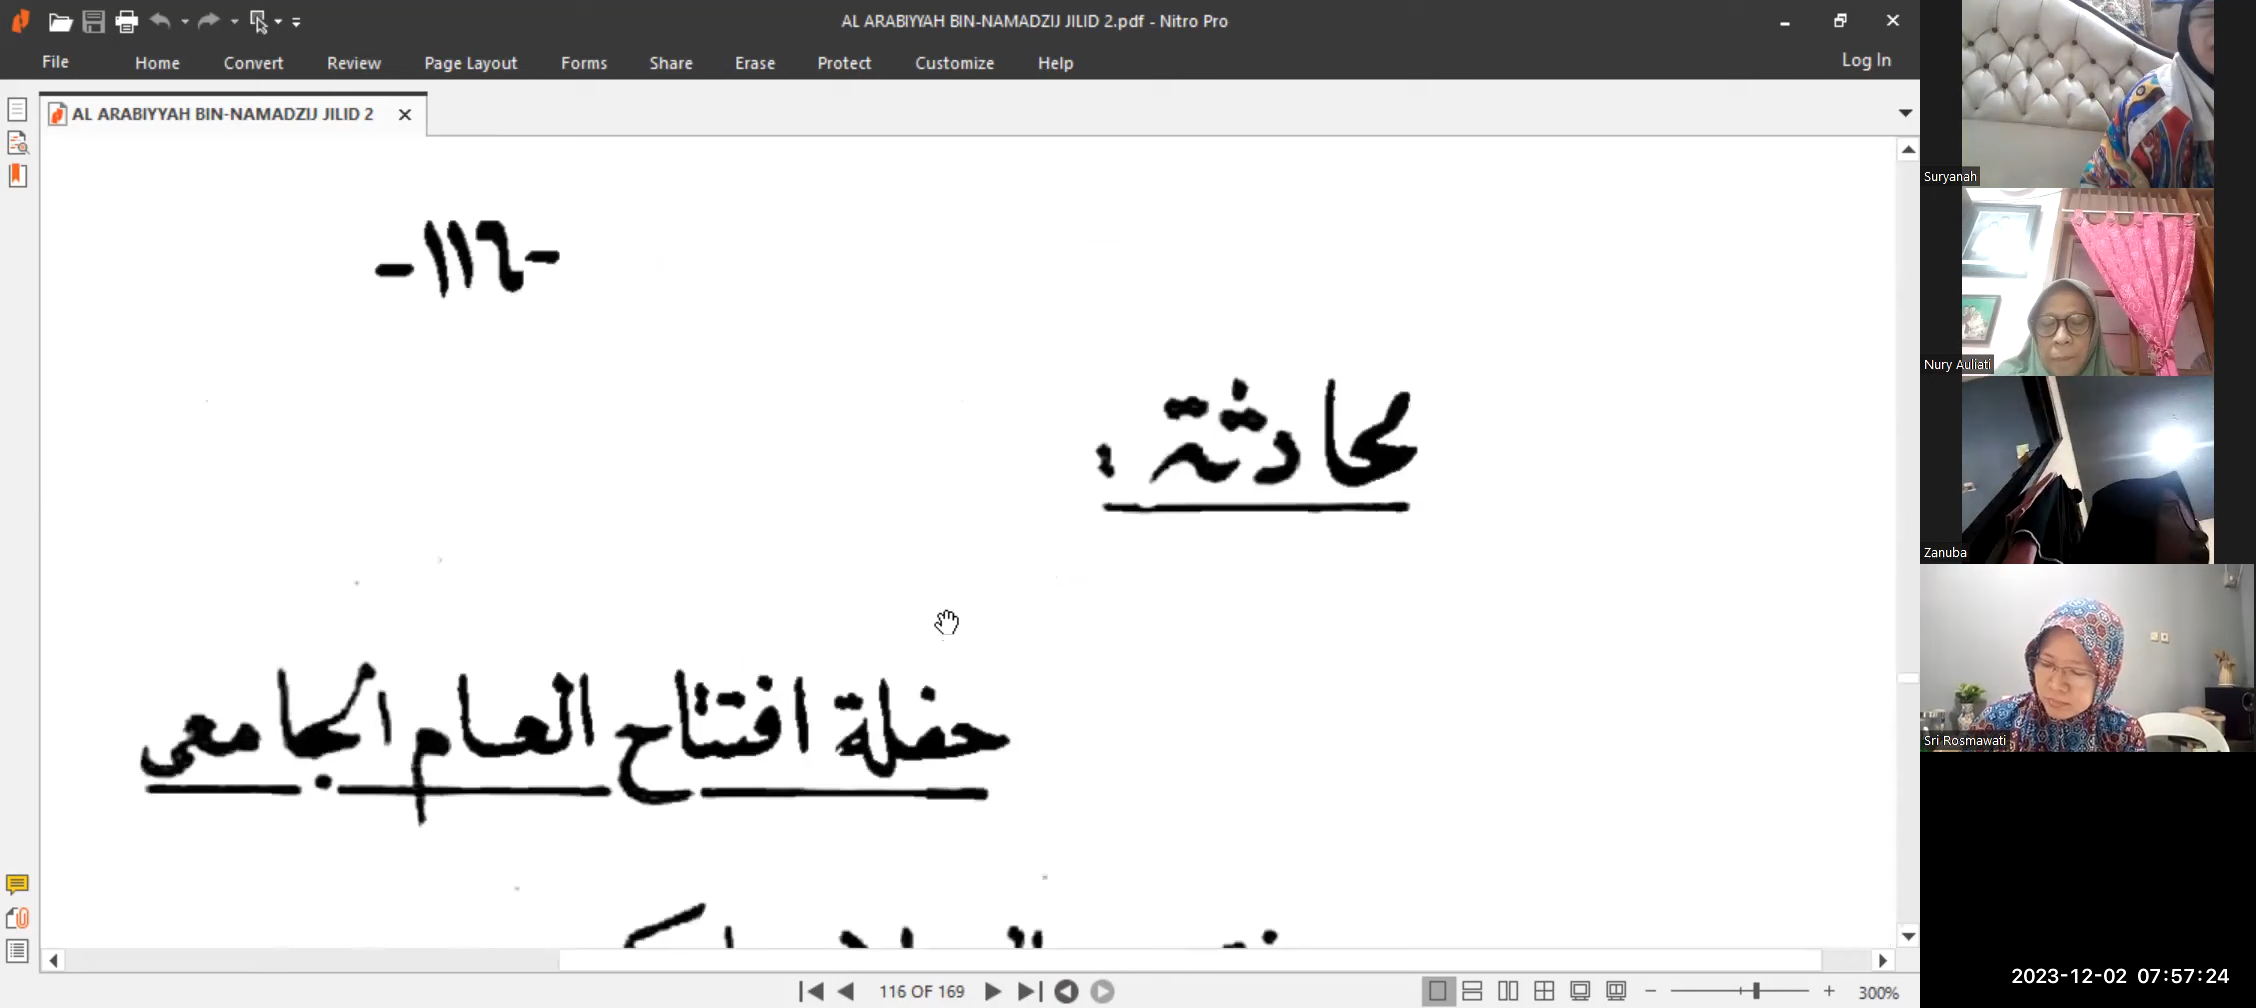 AL ARABIYYAH BIN-NAMADZIJ JILID 2.pdf - Nitro Pro
File Home Convert Review Page Layout Forms Share Erase Protect Customize Help Log In
AL ARABIYYAH BIN-NAMADZIJ JILID 2
-١١٦-
محادثة :
حفلة افتتاح العام الجامعى
116 OF 169
300%
Suryanah
Nury Auliati
Zanuba
Sri Rosmawati
2023-12-02 07:57:24